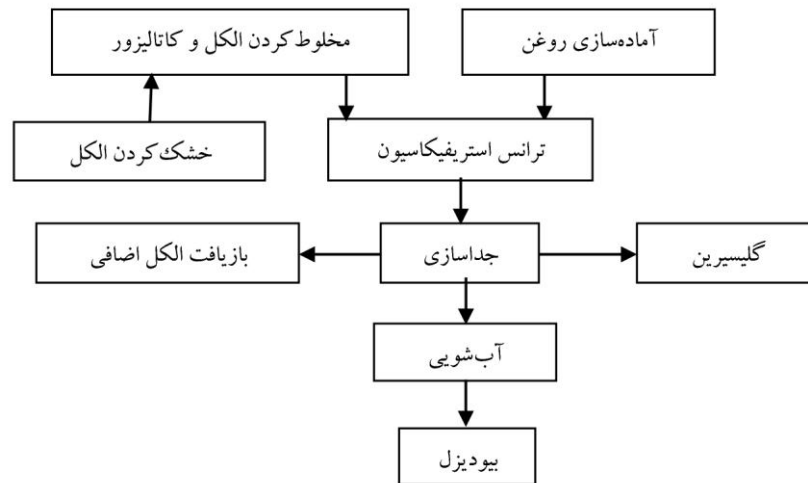 آماده‌سازی روغن
مخلوط کردن الکل و کاتالیزور
خشک کردن الکل
ترانس استریفیکاسیون
گلیسیرین
جداسازی
بازیافت الکل اضافی
آب‌شویی
بیودیزل